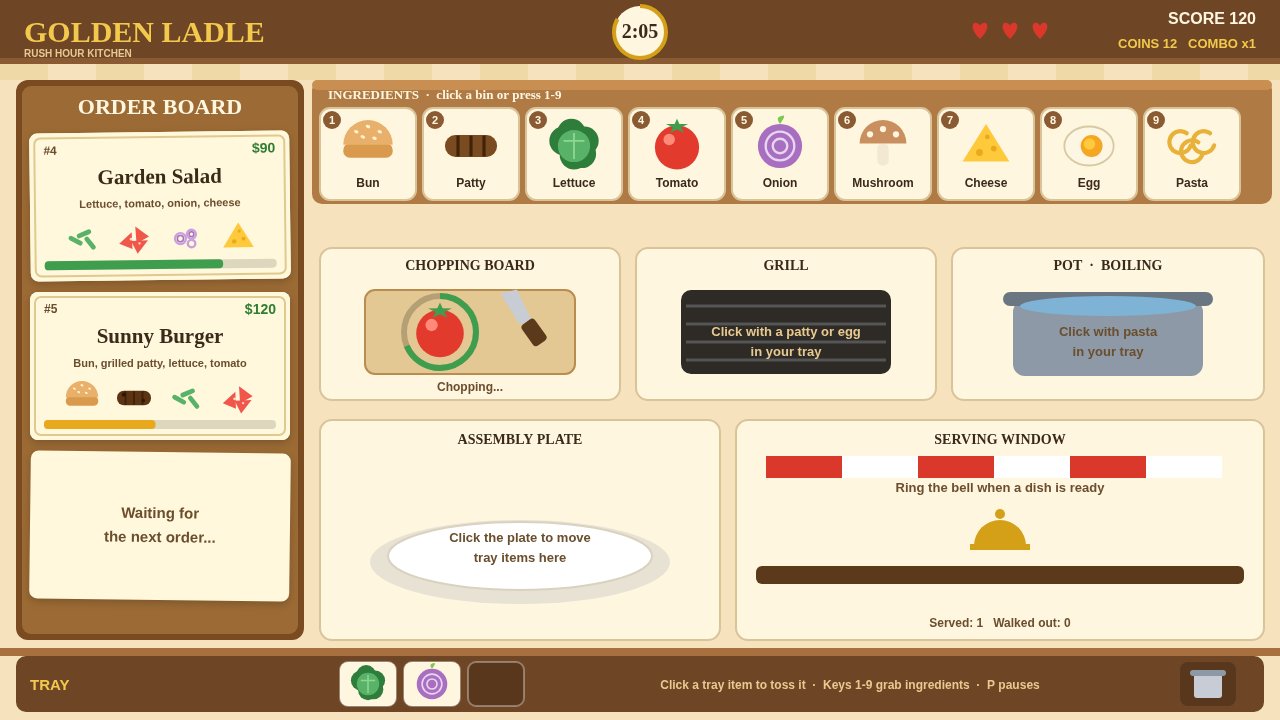 GOLDEN LADLE
RUSH HOUR KITCHEN
2:05
SCORE 120
COINS 12 COMBO x1
ORDER BOARD
#4 $90
Garden Salad
Lettuce, tomato, onion, cheese
#5 $120
Sunny Burger
Bun, grilled patty, lettuce, tomato
Waiting for
the next order...
INGREDIENTS · click a bin or press 1-9
1 2 3 4 5 6 7 8 9
Bun Patty Lettuce Tomato Onion Mushroom Cheese Egg Pasta
CHOPPING BOARD
Chopping...
GRILL
Click with a patty or egg
in your tray
POT · BOILING
Click with pasta
in your tray
ASSEMBLY PLATE
Click the plate to move
tray items here
SERVING WINDOW
Ring the bell when a dish is ready
Served: 1 Walked out: 0
TRAY
Click a tray item to toss it · Keys 1-9 grab ingredients · P pauses